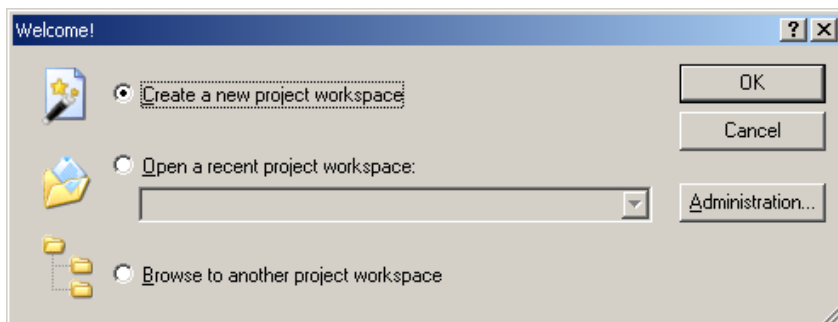 Welcome!
Create a new project workspace
OK
Cancel
Open a recent project workspace:
Administration...
Browse to another project workspace